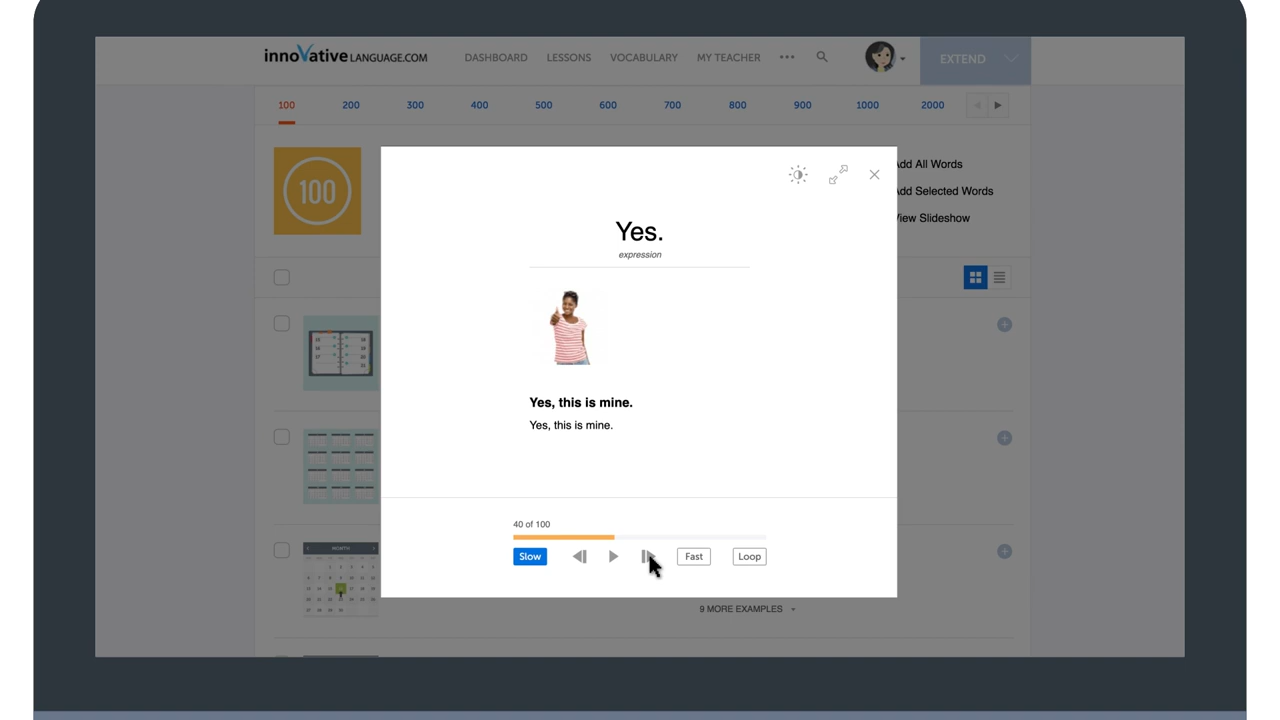 innoVative LANGUAGE.COM
DASHBOARD LESSONS VOCABULARY MY TEACHER EXTEND
100 200 300 400 500 600 700 800 900 1000 2000
100
Add All Words
Add Selected Words
View Slideshow
Yes.
expression
Yes, this is mine.
Yes, this is mine.
40 of 100
Slow Fast Loop
MONTH
9 MORE EXAMPLES